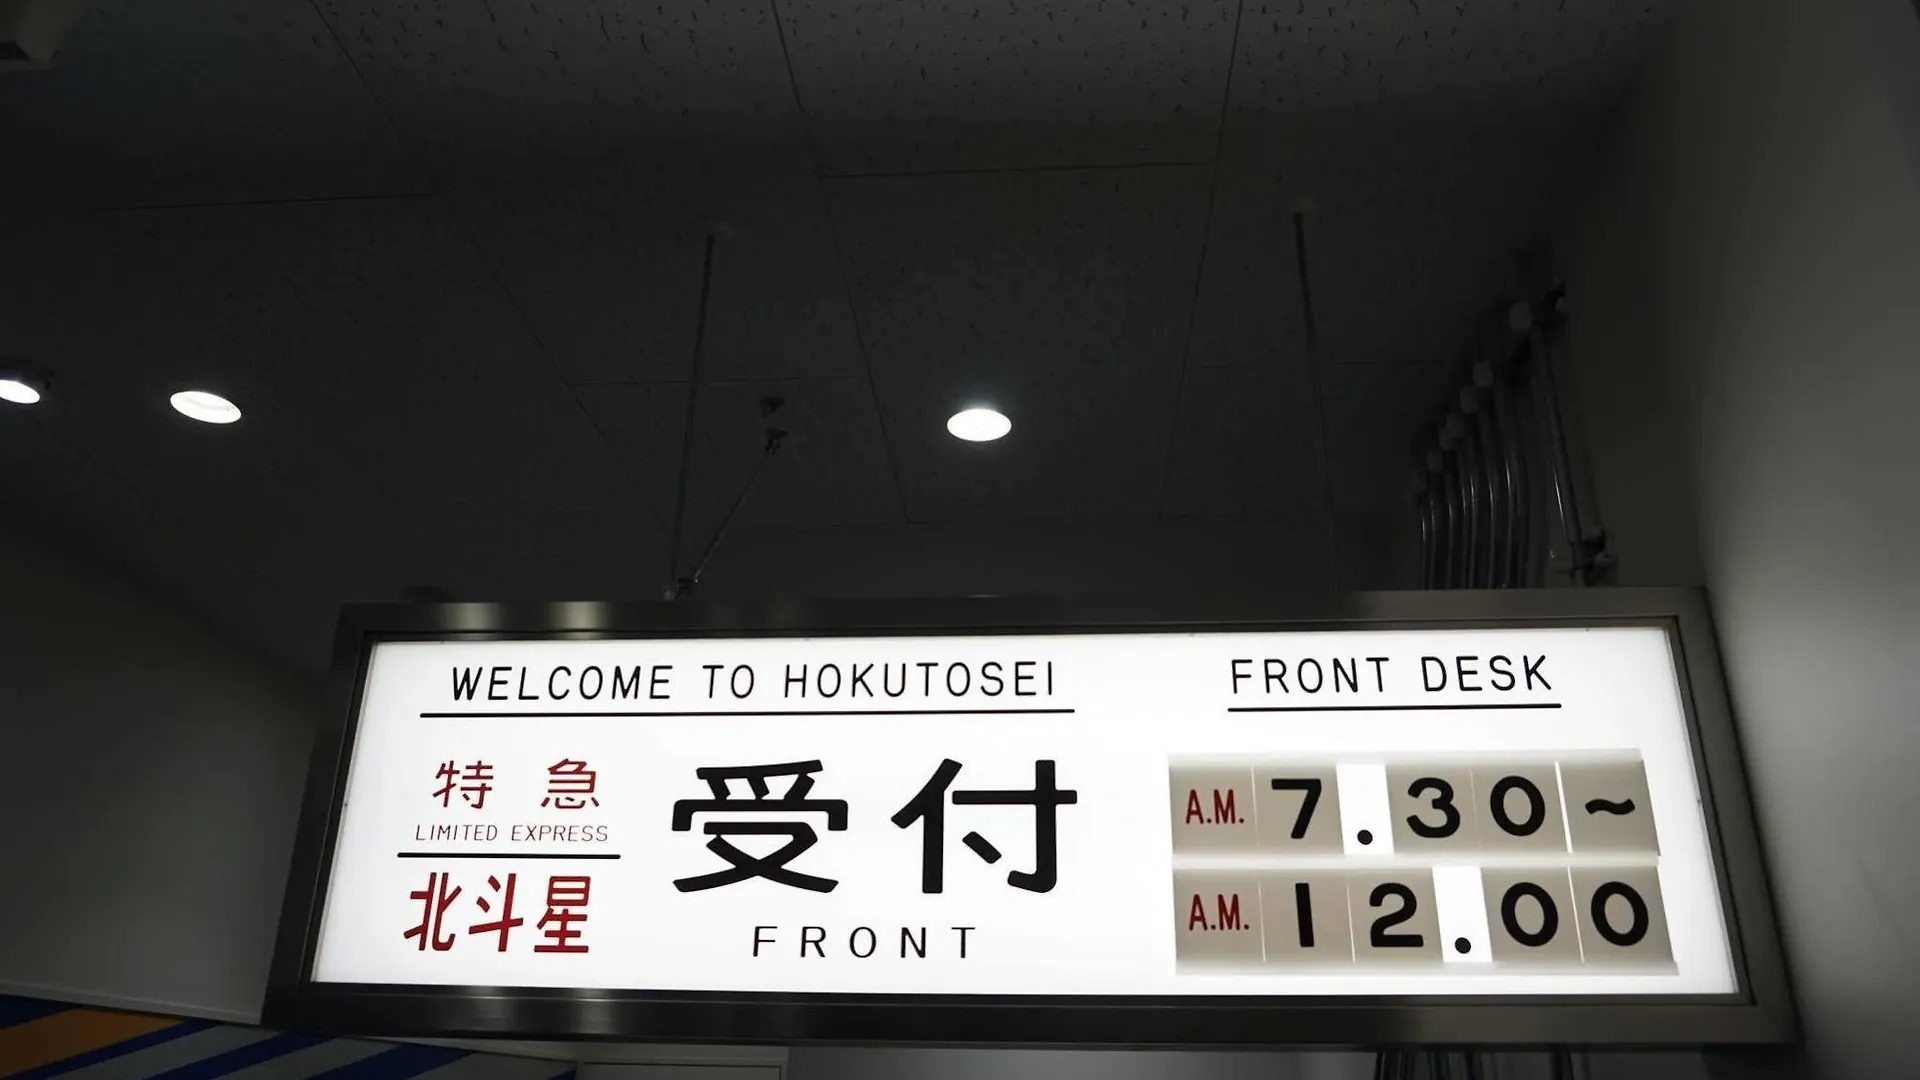 WELCOME TO HOKUTOSEI
特 急
LIMITED EXPRESS
北斗星
受付
FRONT
FRONT DESK
A.M. 7.30~
A.M. 12.00